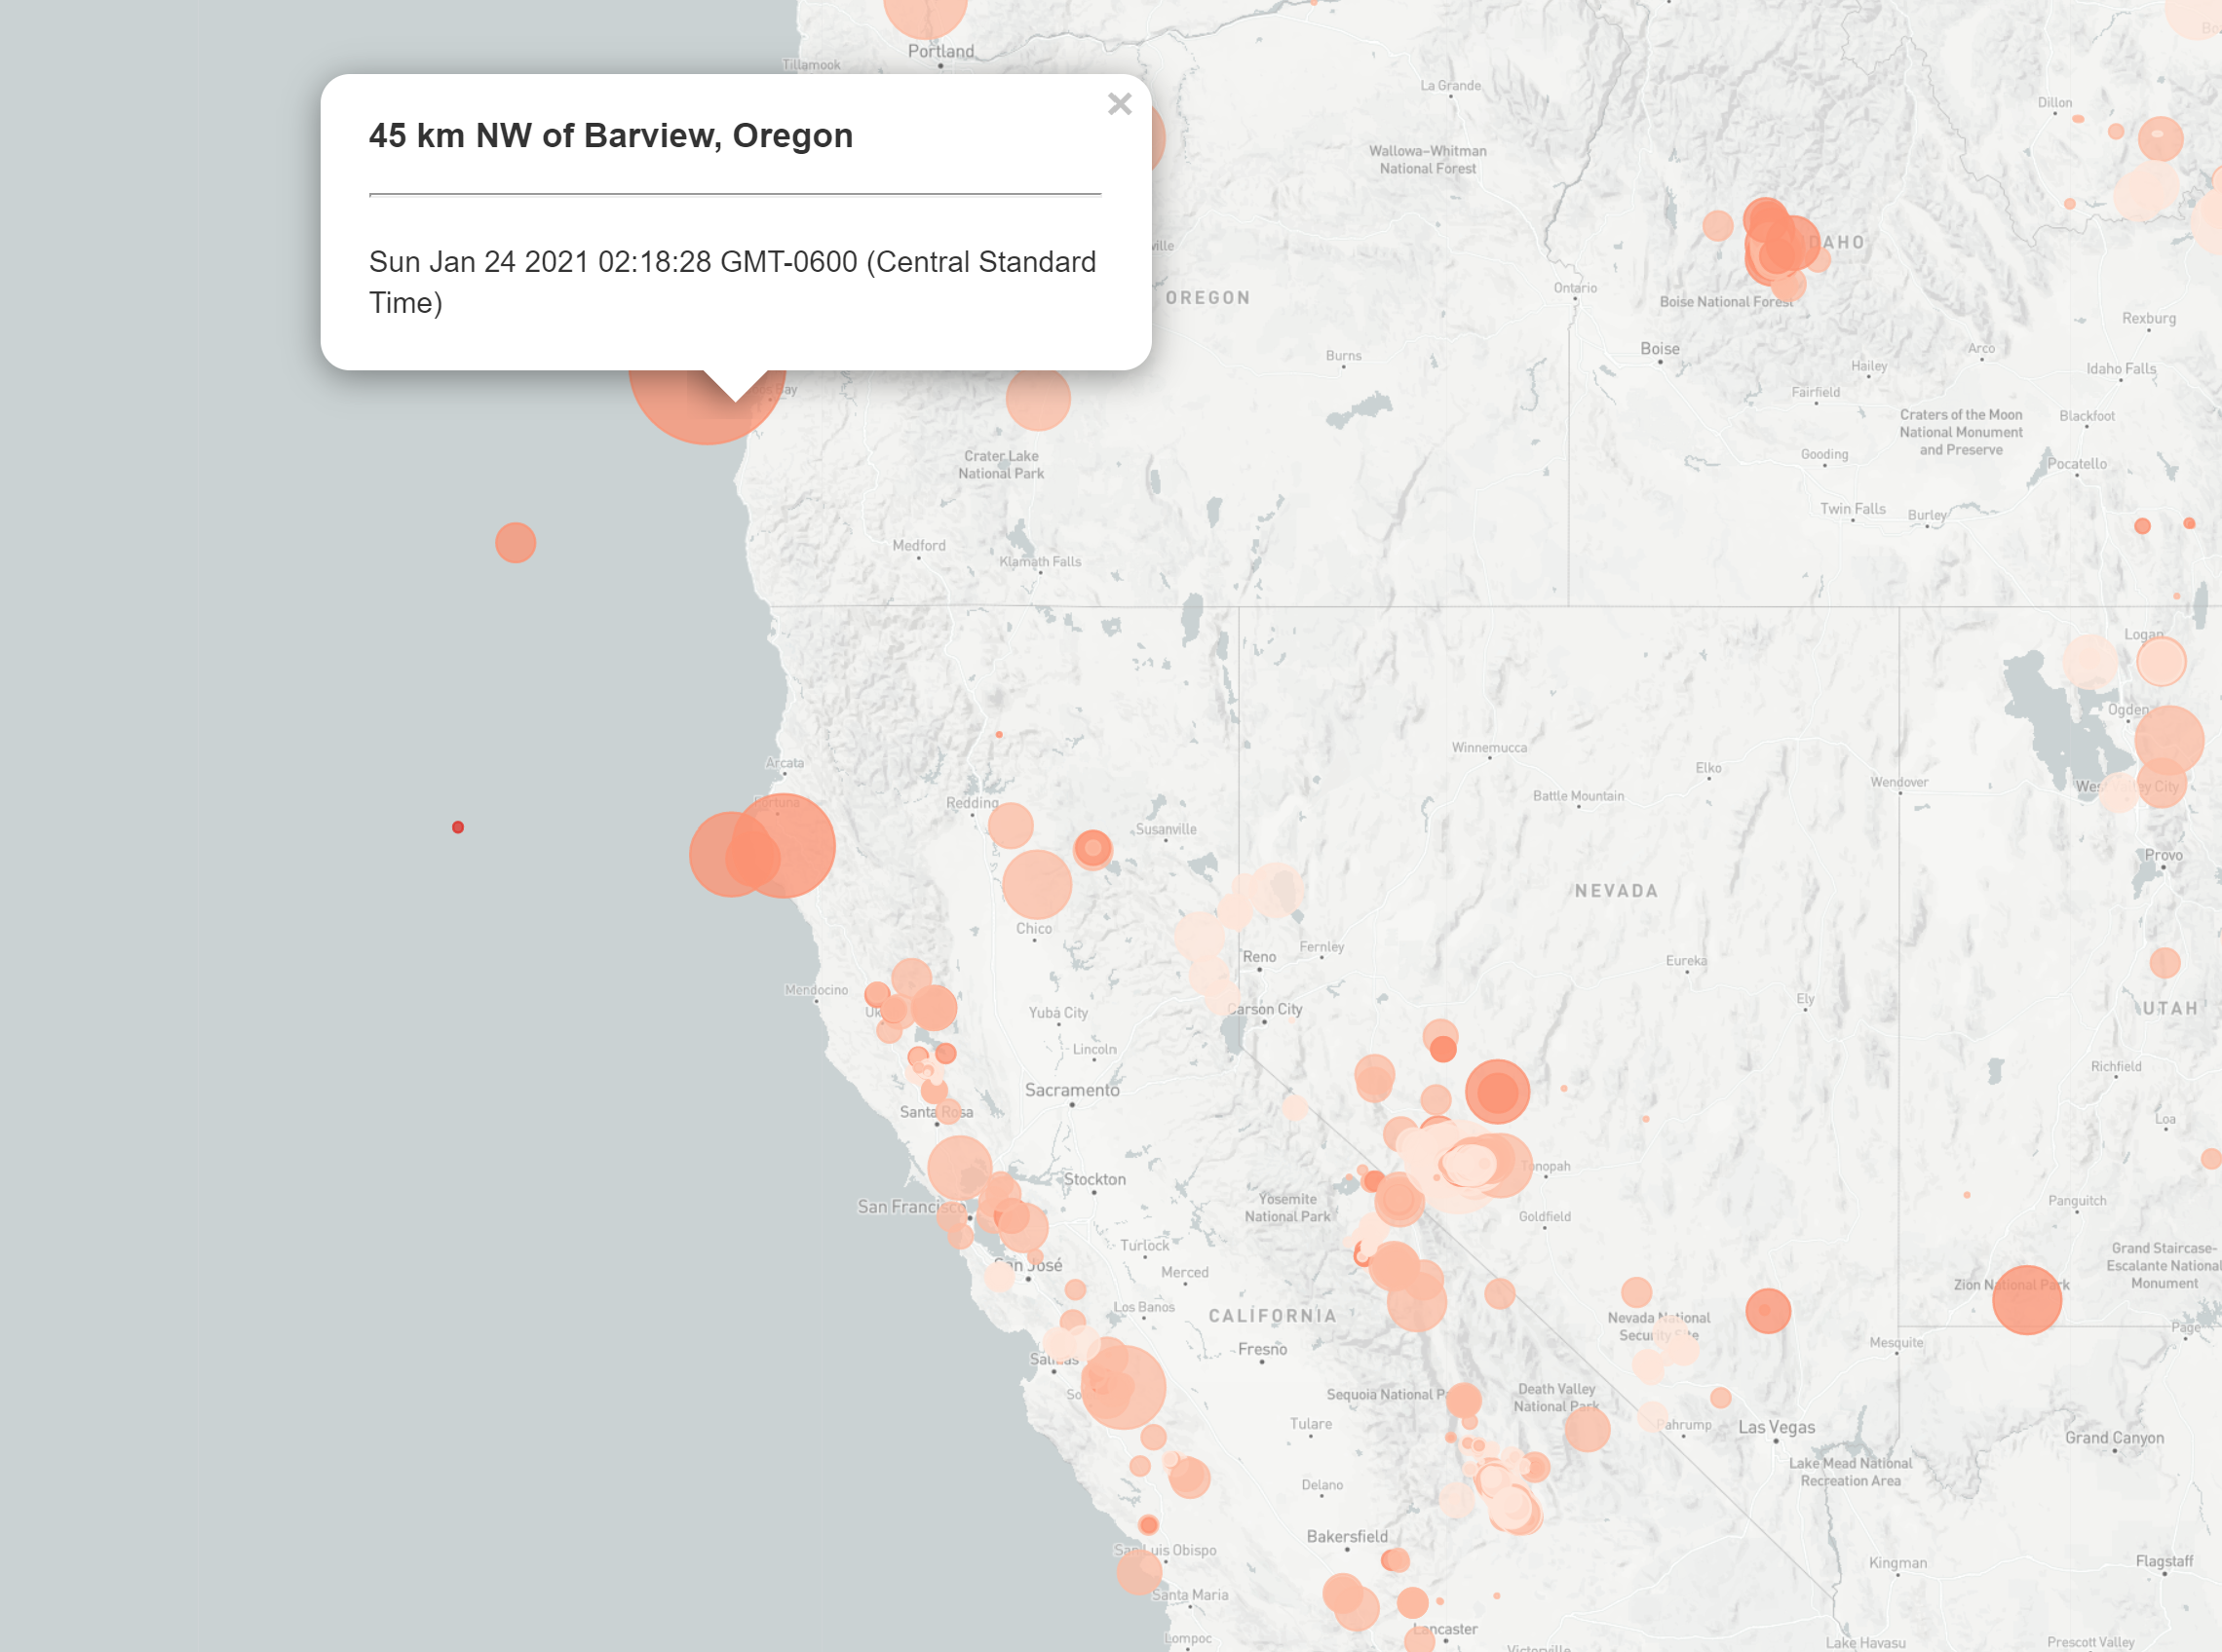 Portland
Tillamook
La Grande
Dillon
45 km NW of Barview, Oregon
Wallowa–Whitman
National Forest
Sun Jan 24 2021 02:18:28 GMT-0600 (Central Standard
Time)
OREGON
Ontario
Boise National Forest
Rexburg
Boise
Burns
Arco
Hailey
Idaho Falls
Fairfield
Craters of the Moon
National Monument
and Preserve
Blackfoot
Crater Lake
National Park
Gooding
Pocatello
Twin Falls
Burley
Medford
Klamath Falls
Logan
Ogden
Winnemucca
Arcata
Elko
Wendover
Battle Mountain
Fortuna
Redding
Susanville
Provo
NEVADA
Chico
Fernley
Reno
Eureka
Mendocino
Ely
Carson City
Yuba City
UTAH
Lincoln
Richfield
Sacramento
Santa Rosa
Loa
Tonopah
Stockton
Yosemite
National Park
Panguitch
San Francisco
Goldfield
Turlock
Grand Staircase-
Escalante National
Monument
San José
Merced
Zion National Park
Los Banos
CALIFORNIA
Nevada National
Security Site
Page
Mesquite
Fresno
Salinas
Sequoia National
Death Valley
National Park
Tulare
Pahrump
Las Vegas
Grand Canyon
Lake Mead National
Recreation Area
Delano
Bakersfield
San Luis Obispo
Kingman
Flagstaff
Santa Maria
Lancaster
Lompoc
Lake Havasu
Prescott Valley